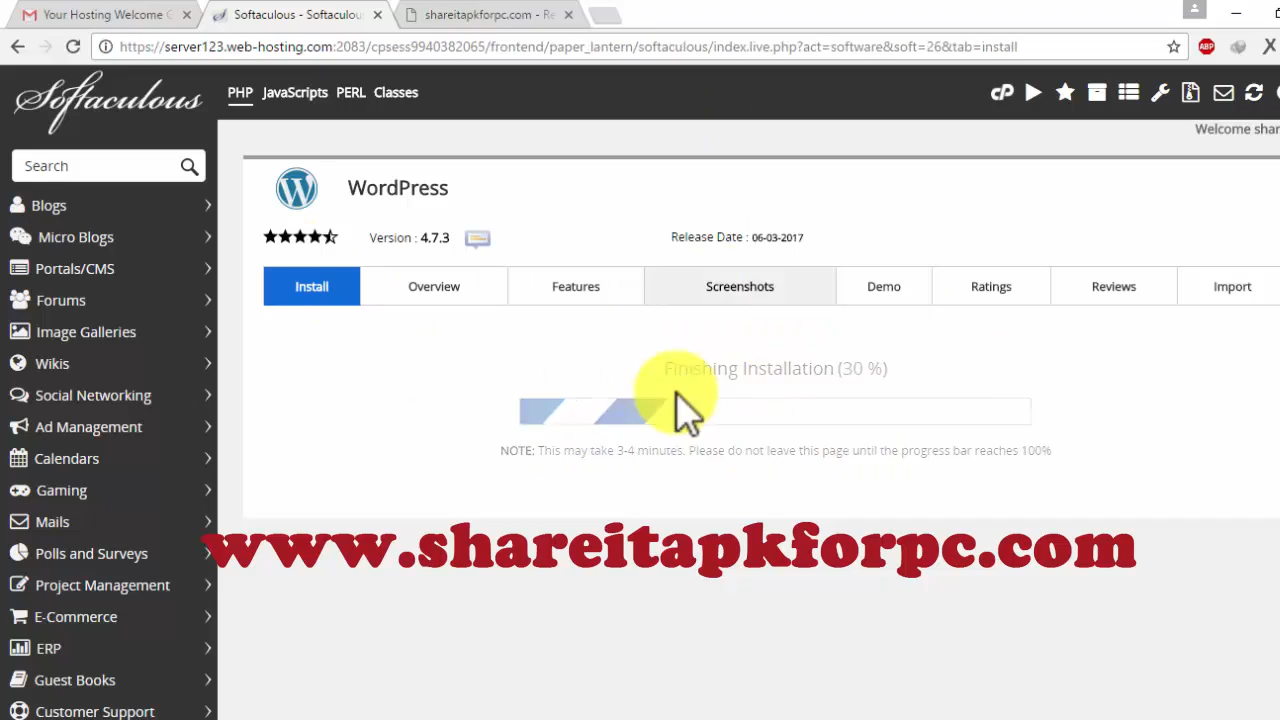 Your Hosting Welcome G
Softaculous - Softaculou
shareitapkforpc.com - Re
https://server123.web-hosting.com:2083/cpsess9940382065/frontend/paper_lantern/softaculous/index.live.php?act=software&soft=26&tab=install
ABP
X
Softaculous
PHP JavaScripts PERL Classes
cP
Welcome shar
Search
Blogs
Micro Blogs
Portals/CMS
Forums
Image Galleries
Wikis
Social Networking
Ad Management
Calendars
Gaming
Mails
Polls and Surveys
Project Management
E-Commerce
ERP
Guest Books
Customer Support
WordPress
Version : 4.7.3
Release Date : 06-03-2017
Install Overview Features Screenshots Demo Ratings Reviews Import
Finishing Installation (30 %)
NOTE: This may take 3-4 minutes. Please do not leave this page until the progress bar reaches 100%
www.shareitapkforpc.com